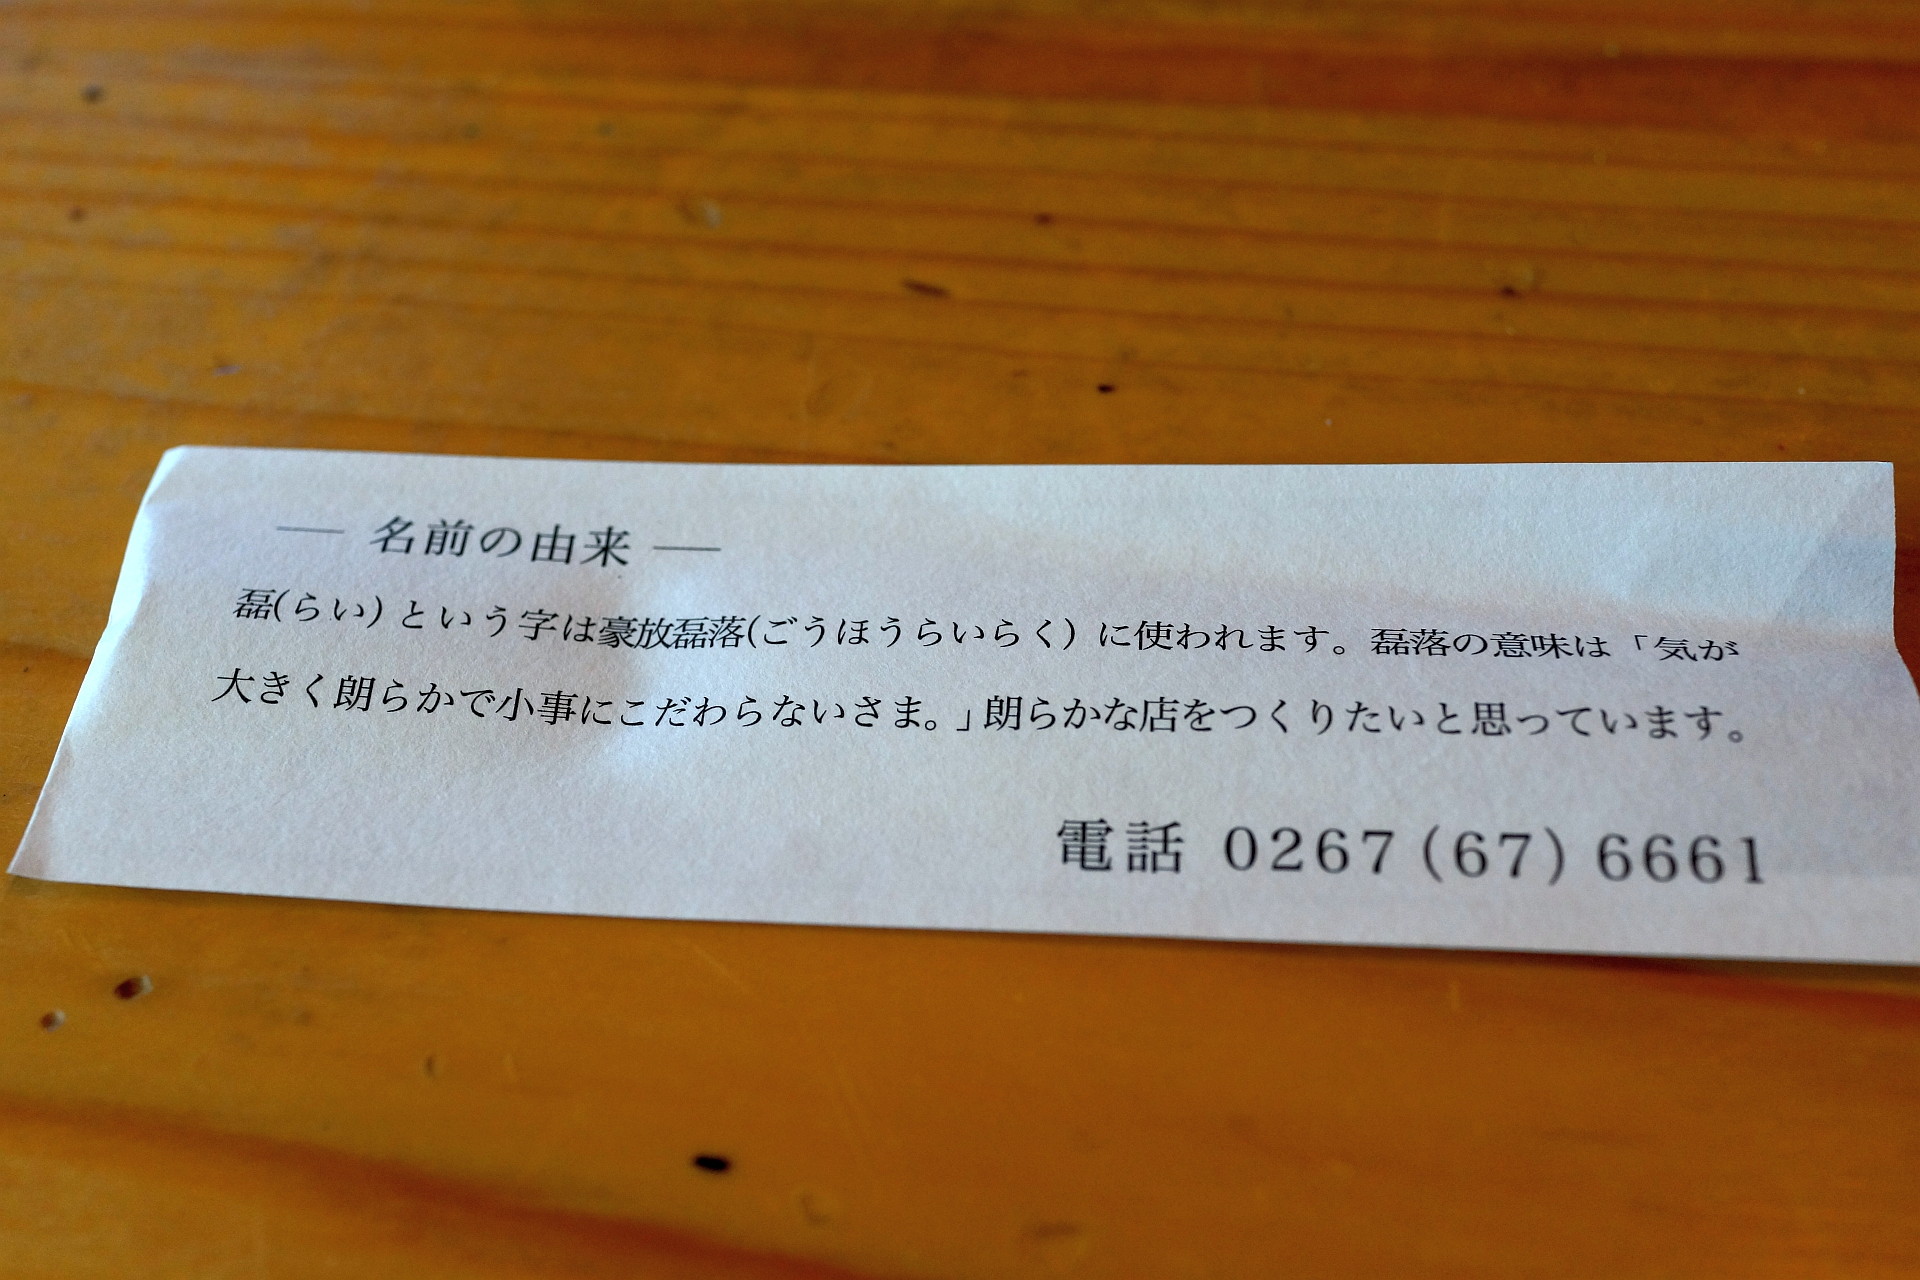 ― 名前の由来 ―
磊(らい)という字は豪放磊落(ごうほうらいらく)に使われます。磊落の意味は「気が
大きく朗らかで小事にこだわらないさま。」朗らかな店をつくりたいと思っています。
電話 0267(67)6661